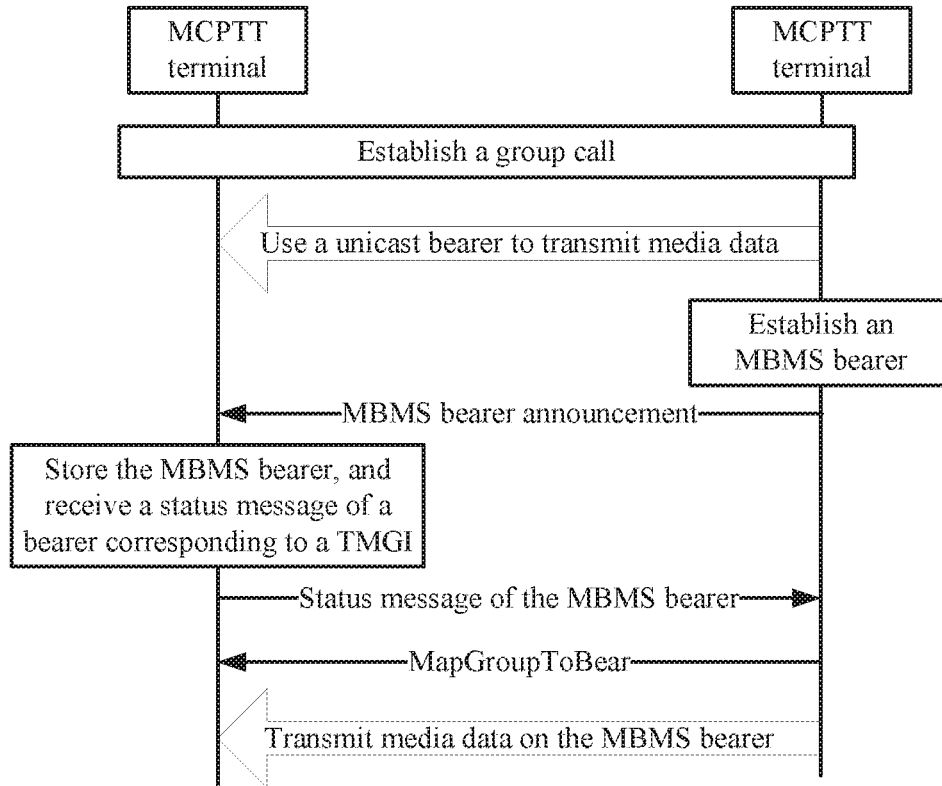 MCPTT
terminal
MCPTT
terminal
Establish a group call
Use a unicast bearer to transmit media data
Establish an
MBMS bearer
MBMS bearer announcement
Store the MBMS bearer, and
receive a status message of a
bearer corresponding to a TMGI
Status message of the MBMS bearer
MapGroupToBear
Transmit media data on the MBMS bearer